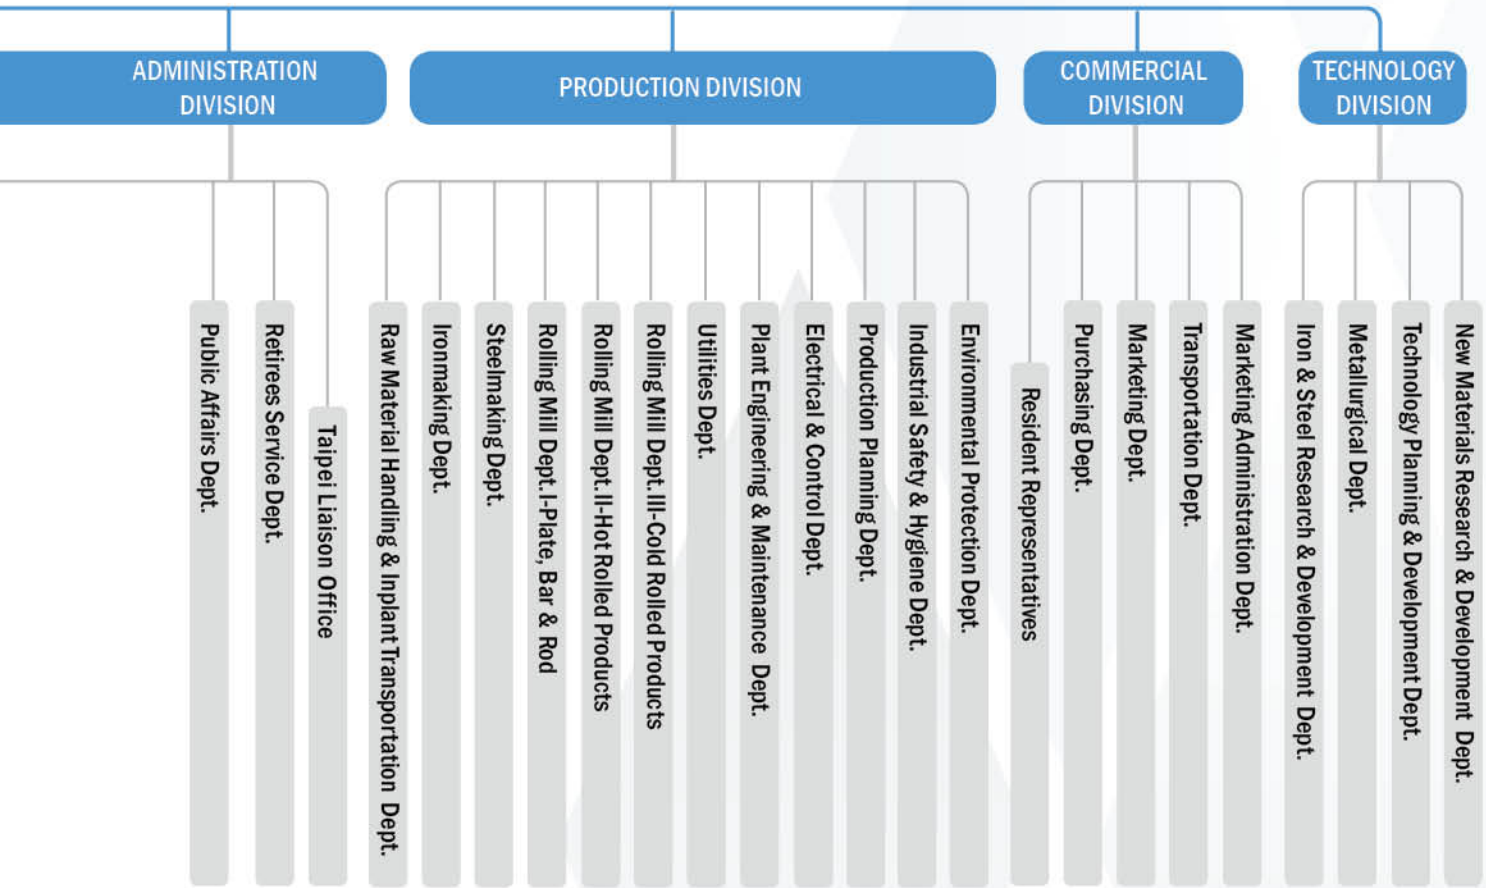 ADMINISTRATION
DIVISION
PRODUCTION DIVISION
COMMERCIAL
DIVISION
TECHNOLOGY
DIVISION
Public Affairs Dept.
Retirees Service Dept.
Taipei Liaison Office
Raw Material Handling & Inplant Transportation Dept.
Ironmaking Dept.
Steelmaking Dept.
Rolling Mill Dept. I-Plate, Bar & Rod
Rolling Mill Dept. II-Hot Rolled Products
Rolling Mill Dept. III-Cold Rolled Products
Utilities Dept.
Plant Engineering & Maintenance Dept.
Electrical & Control Dept.
Production Planning Dept.
Industrial Safety & Hygiene Dept.
Environmental Protection Dept.
Resident Representatives
Purchasing Dept.
Marketing Dept.
Transportation Dept.
Marketing Administration Dept.
Iron & Steel Research & Development Dept.
Metallurgical Dept.
Technology Planning & Development Dept.
New Materials Research & Development Dept.